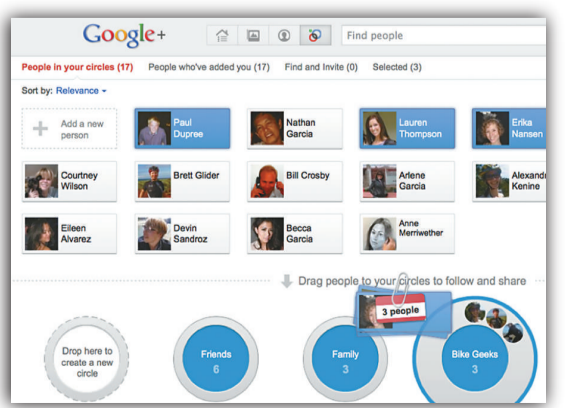 Google+
Find people
People in your circles (17) People who've added you (17) Find and Invite (0) Selected (3)
Sort by: Relevance
Add a new
person
Paul
Dupree
Nathan
Garcia
Lauren
Thompson
Erika
Nansen
Courtney
Wilson
Brett Glider
Bill Crosby
Arlene
Garcia
Alexand
Kenine
Eileen
Alvarez
Devin
Sandroz
Becca
Garcia
Anne
Merriwether
Drag people to your circles to follow and share
3 people
Drop here to
create a new
circle
Friends
6
Family
3
Bike Geeks
3